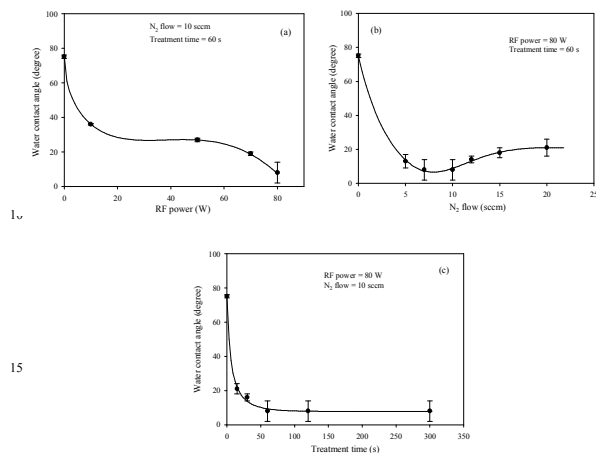 N₂ flow = 10 sccm
Treatment time = 60 s
(a)
100
80
60
40
20
0
Water contact angle (degree)
0 20 40 60 80
RF power (W)
(b)
RF power = 80 W
Treatment time = 60 s
100
80
60
40
20
0
Water contact angle (degree)
0 5 10 15 20
N₂ flow (sccm)
(c)
RF power = 80 W
N₂ flow = 10 sccm
100
80
60
40
20
0
Water contact angle (degree)
0 50 100 150 200 250 300 350
Treatment time (s)
15